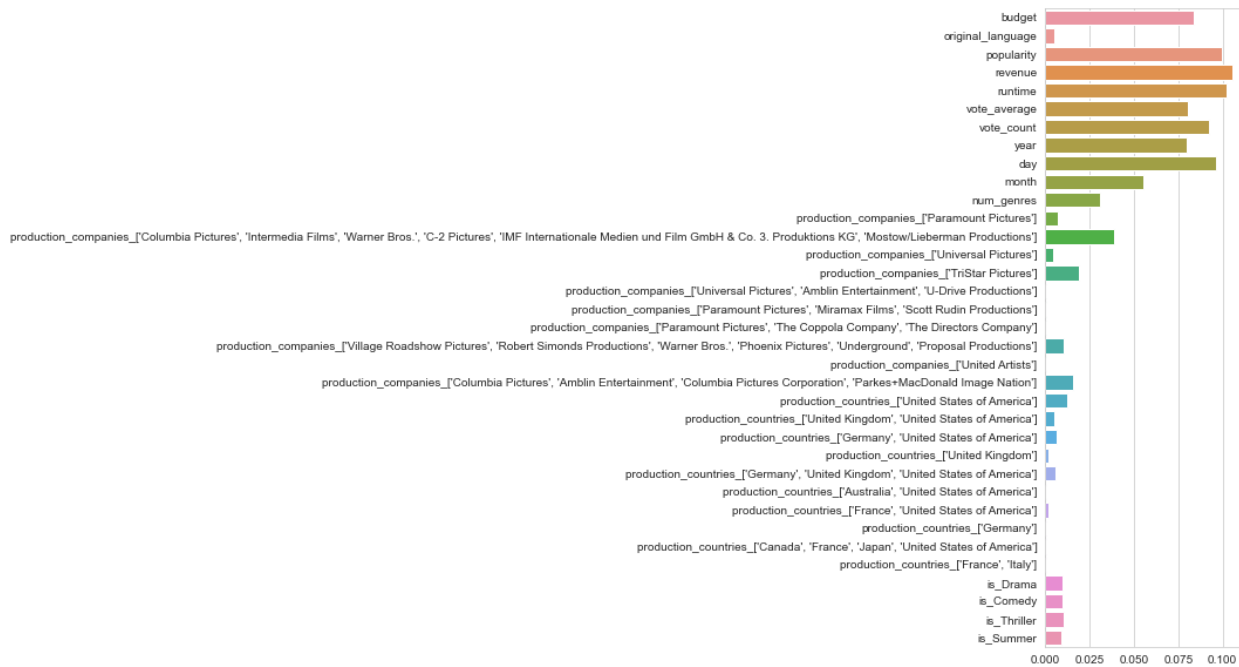 budget
original_language
popularity
revenue
runtime
vote_average
vote_count
year
day
month
num_genres
production_companies_['Paramount Pictures']
production_companies_['Columbia Pictures', 'Intermedia Films', 'Warner Bros.', 'C-2 Pictures', 'IMF Internationale Medien und Film GmbH & Co. 3. Produktions KG', 'Mostow/Lieberman Productions']
production_companies_['Universal Pictures']
production_companies_['TriStar Pictures']
production_companies_['Universal Pictures', 'Amblin Entertainment', 'U-Drive Productions']
production_companies_['Paramount Pictures', 'Miramax Films', 'Scott Rudin Productions']
production_companies_['Paramount Pictures', 'The Coppola Company', 'The Directors Company']
production_companies_['Village Roadshow Pictures', 'Robert Simonds Productions', 'Warner Bros.', 'Phoenix Pictures', 'Underground', 'Proposal Productions']
production_companies_['United Artists']
production_companies_['Columbia Pictures', 'Amblin Entertainment', 'Columbia Pictures Corporation', 'Parkes+MacDonald Image Nation']
production_countries_['United States of America']
production_countries_['United Kingdom', 'United States of America']
production_countries_['Germany', 'United States of America']
production_countries_['United Kingdom']
production_countries_['Germany', 'United Kingdom', 'United States of America']
production_countries_['Australia', 'United States of America']
production_countries_['France', 'United States of America']
production_countries_['Germany']
production_countries_['Canada', 'France', 'Japan', 'United States of America']
production_countries_['France', 'Italy']
is_Drama
is_Comedy
is_Thriller
is_Summer
0.000 0.025 0.050 0.075 0.100